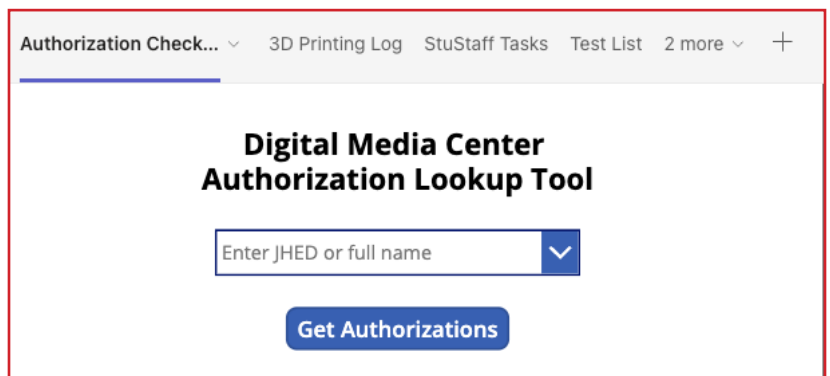 Authorization Check... 3D Printing Log StuStaff Tasks Test List 2 more
Digital Media Center
Authorization Lookup Tool
Enter JHED or full name
Get Authorizations